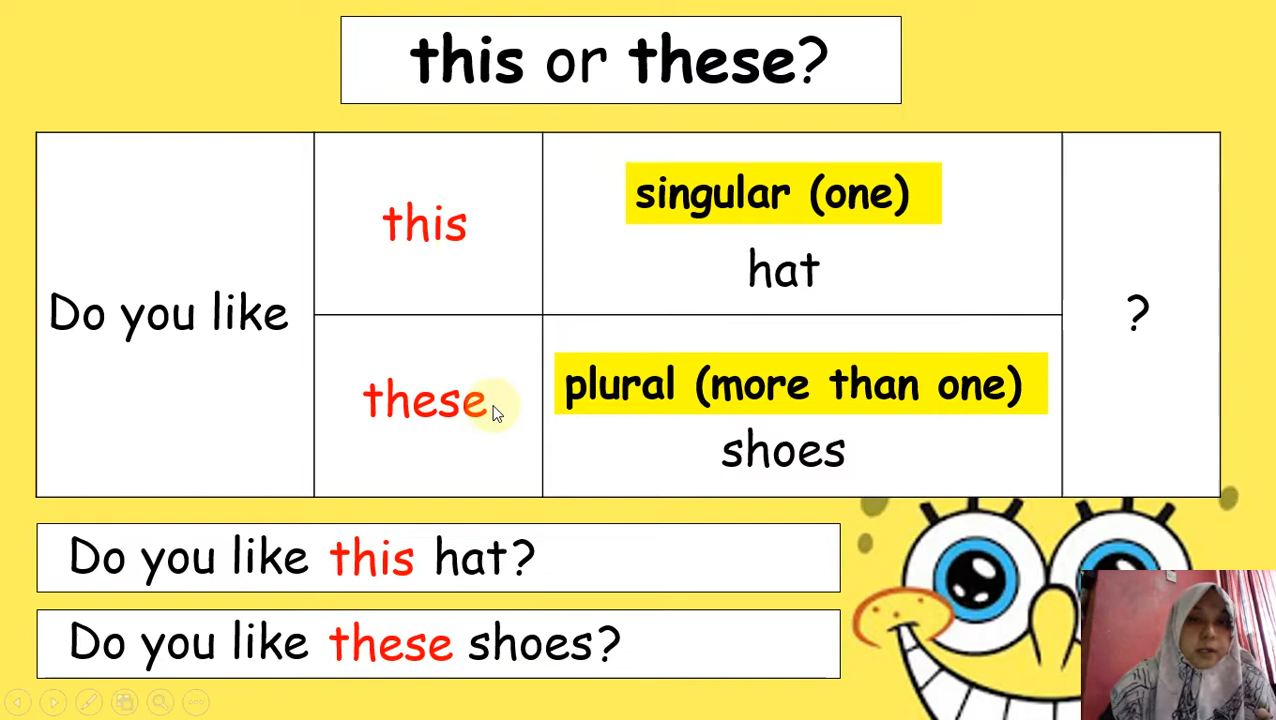 this or these?
Do you like
this
singular (one)
hat
these
plural (more than one)
shoes
?
Do you like this hat?
Do you like these shoes?